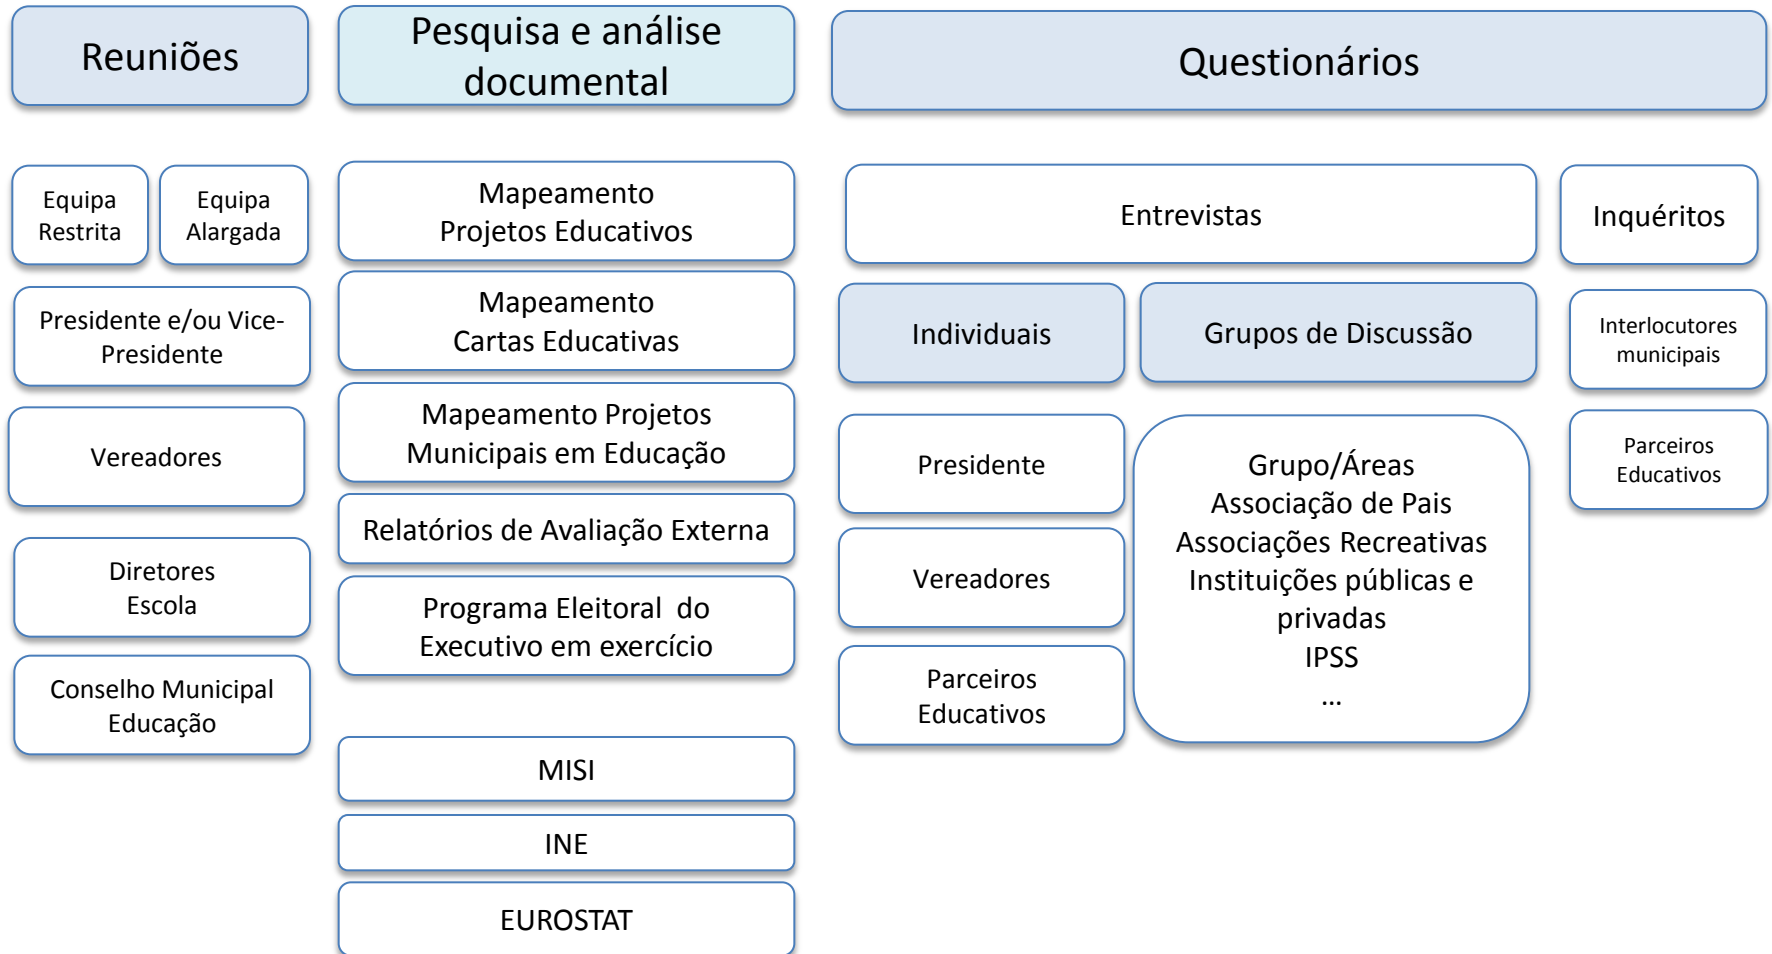 Reuniões
Pesquisa e análise
documental
Questionários
Equipa
Restrita
Equipa
Alargada
Presidente e/ou Vice-
Presidente
Vereadores
Diretores
Escola
Conselho Municipal
Educação
Mapeamento
Projetos Educativos
Mapeamento
Cartas Educativas
Mapeamento Projetos
Municipais em Educação
Relatórios de Avaliação Externa
Programa Eleitoral do
Executivo em exercício
MISI
INE
EUROSTAT
Entrevistas
Individuais
Presidente
Vereadores
Parceiros
Educativos
Grupos de Discussão
Grupo/Áreas
Associação de Pais
Associações Recreativas
Instituições públicas e
privadas
IPSS
...
Inquéritos
Interlocutores
municipais
Parceiros
Educativos